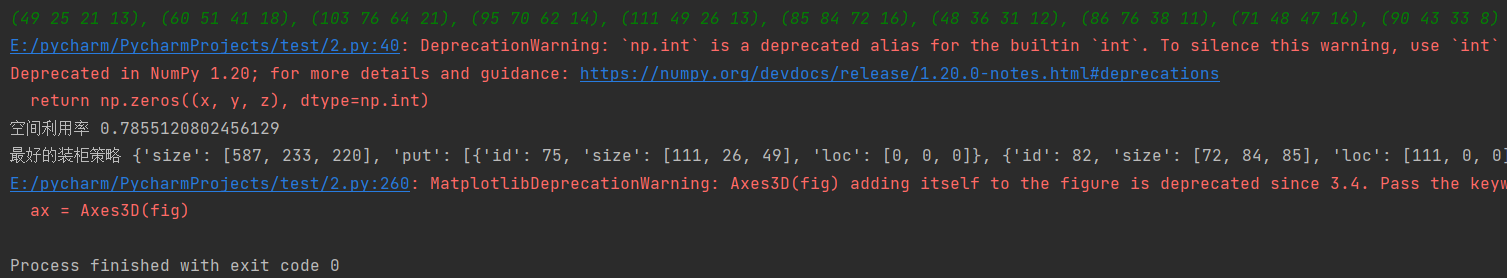 (49 25 21 13), (60 51 41 18), (103 76 64 21), (95 70 62 14), (111 49 26 13), (85 84 72 16), (48 36 31 12), (86 76 38 11), (71 48 47 16), (90 43 33 8)
E:/pycharm/PycharmProjects/test/2.py:40: DeprecationWarning: `np.int` is a deprecated alias for the builtin `int`. To silence this warning, use `int`
Deprecated in NumPy 1.20; for more details and guidance: https://numpy.org/devdocs/release/1.20.0-notes.html#deprecations
return np.zeros((x, y, z), dtype=np.int)
空间利用率 0.7855120802456129
最好的装柜策略 {'size': [587, 233, 220], 'put': [{'id': 75, 'size': [111, 26, 49], 'loc': [0, 0, 0]}, {'id': 82, 'size': [72, 84, 85], 'loc': [111, 0, 0]
E:/pycharm/PycharmProjects/test/2.py:260: MatplotlibDeprecationWarning: Axes3D(fig) adding itself to the figure is deprecated since 3.4. Pass the keyw
ax = Axes3D(fig)
Process finished with exit code 0